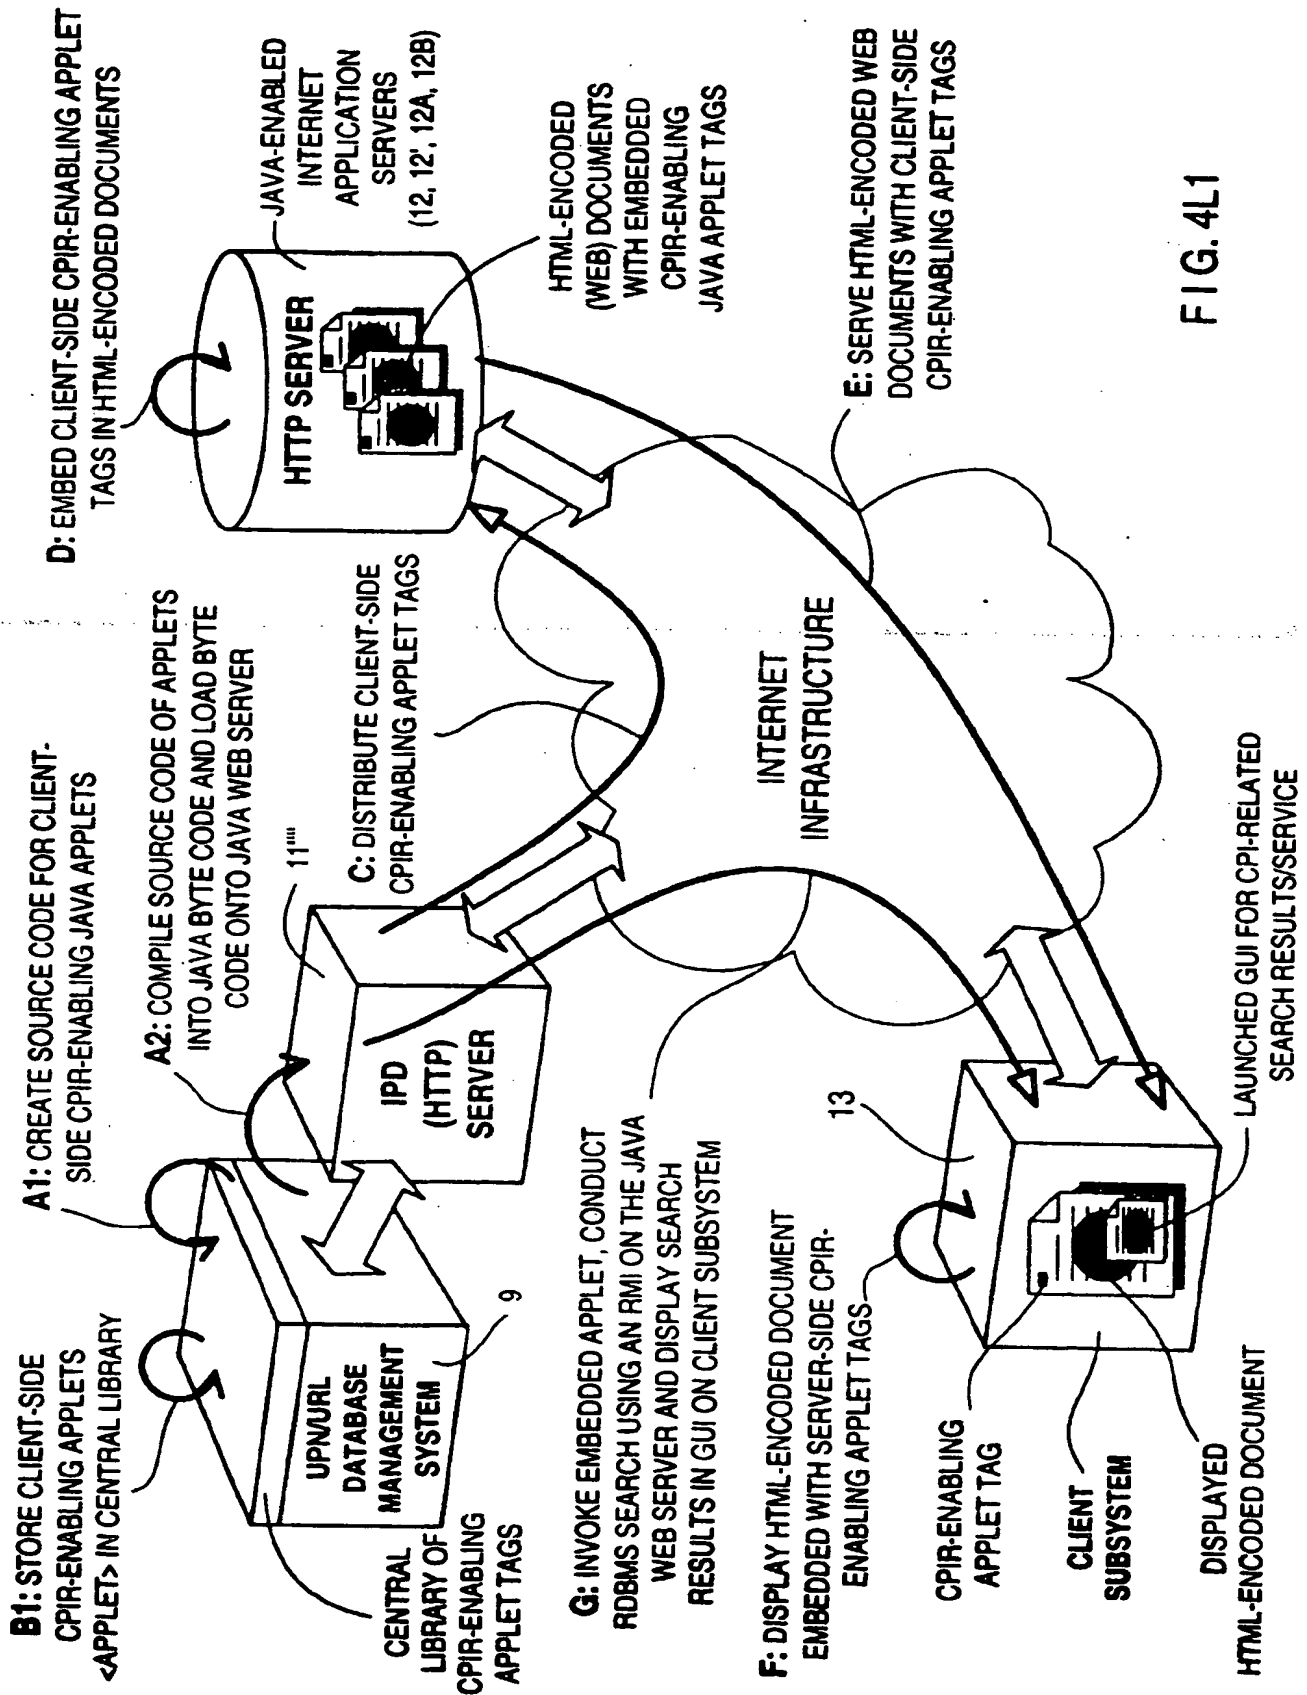 B1: STORE CLIENT-SIDE
CPIR-ENABLING APPLETS
<APPLET> IN CENTRAL LIBRARY
A1: CREATE SOURCE CODE FOR CLIENT-
SIDE CPIR-ENABLING JAVA APPLETS
A2: COMPILE SOURCE CODE OF APPLETS
INTO JAVA BYTE CODE AND LOAD BYTE
CODE ONTO JAVA WEB SERVER
D: EMBED CLIENT-SIDE CPIR-ENABLING APPLET
TAGS IN HTML-ENCODED DOCUMENTS
JAVA-ENABLED
INTERNET
APPLICATION
SERVERS
(12, 12', 12A, 12B)
HTTP SERVER
HTML-ENCODED
(WEB) DOCUMENTS
WITH EMBEDDED
CPIR-ENABLING
JAVA APPLET TAGS
11""
C: DISTRIBUTE CLIENT-SIDE
CPIR-ENABLING APPLET TAGS
UPN/URL
DATABASE
MANAGEMENT
SYSTEM
9
IPD
(HTTP)
SERVER
CENTRAL
LIBRARY OF
CPIR-ENABLING
APPLET TAGS
G: INVOKE EMBEDDED APPLET, CONDUCT
RDBMS SEARCH USING AN RMI ON THE JAVA
WEB SERVER AND DISPLAY SEARCH
RESULTS IN GUI ON CLIENT SUBSYSTEM
INTERNET
INFRASTRUCTURE
E: SERVE HTML-ENCODED WEB
DOCUMENTS WITH CLIENT-SIDE
CPIR-ENABLING APPLET TAGS
F: DISPLAY HTML-ENCODED DOCUMENT
EMBEDDED WITH SERVER-SIDE CPIR-
ENABLING APPLET TAGS
13
CPIR-ENABLING
APPLET TAG
CLIENT
SUBSYSTEM
DISPLAYED
HTML-ENCODED DOCUMENT
LAUNCHED GUI FOR CPI-RELATED
SEARCH RESULTS/SERVICE
FIG. 4L1